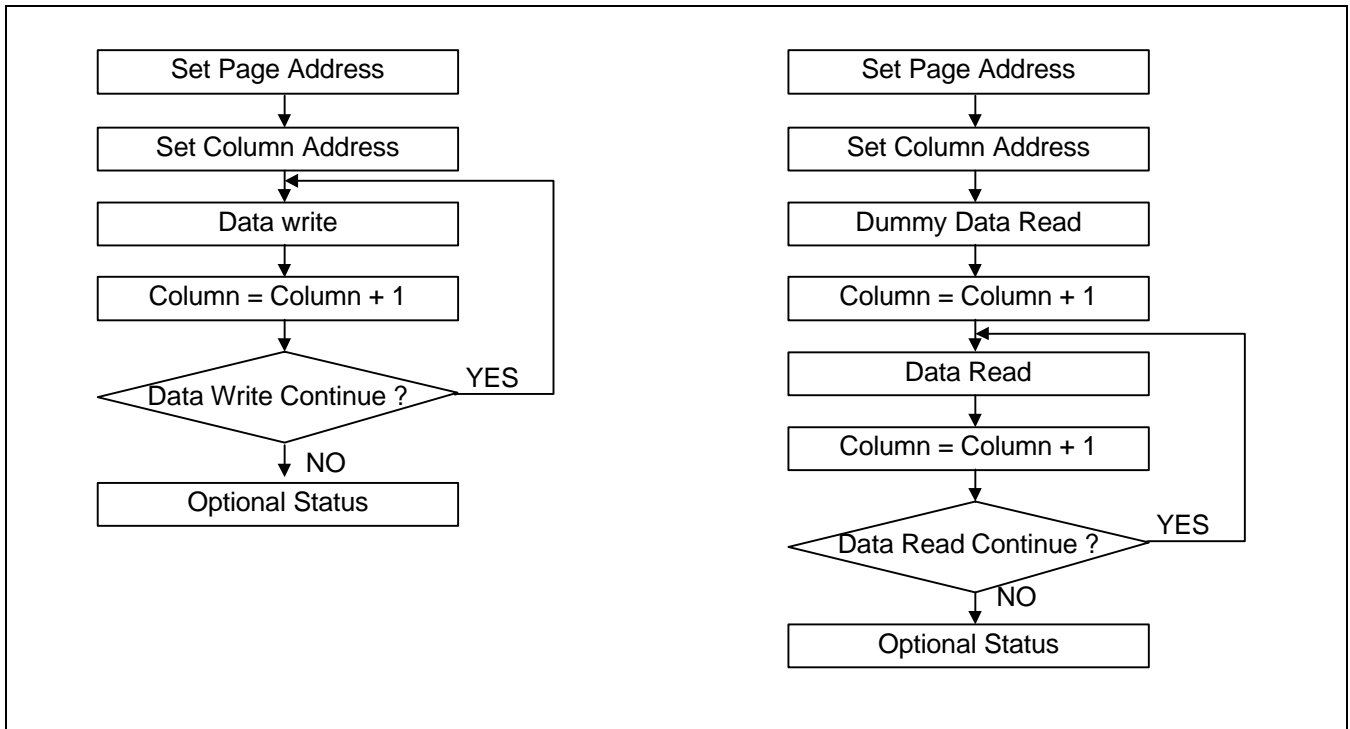 Set Page Address
Set Column Address
Data write
Column = Column + 1
Data Write Continue ?
YES
NO
Optional Status
Set Page Address
Set Column Address
Dummy Data Read
Column = Column + 1
Data Read
Column = Column + 1
Data Read Continue ?
YES
NO
Optional Status